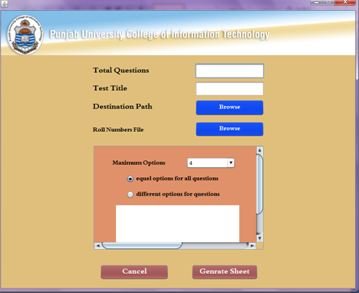 Punjab University College of Information Technology
Total Questions
Test Title
Destination Path
Browse
Roll Numbers File
Browse
Maximum Options
4
equel options for all questions
different options for questions
Cancel
Genrate Sheet